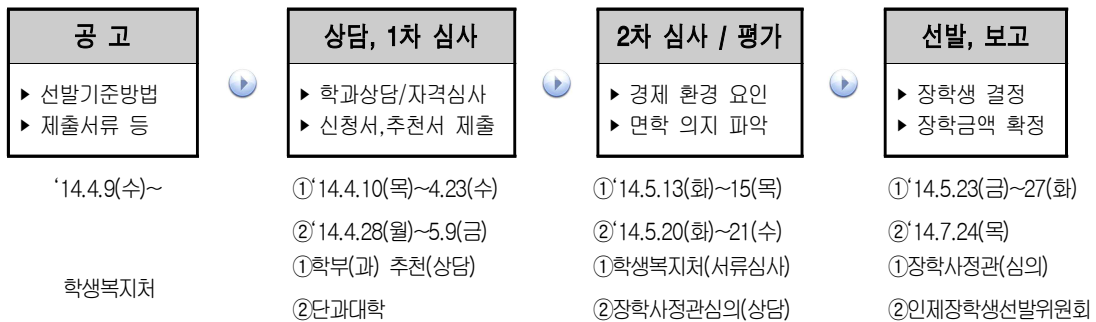 공 고
▶ 선발기준방법
▶ 제출서류 등
‘14.4.9(수)~
학생복지처
상담, 1차 심사
▶ 학과상담/자격심사
▶ 신청서,추천서 제출
①‘14.4.10(목)~4.23(수)
②‘14.4.28(월)~5.9(금)
①학부(과) 추천(상담)
②단과대학
2차 심사 / 평가
▶ 경제 환경 요인
▶ 면학 의지 파악
①‘14.5.13(화)~15(목)
②‘14.5.20(화)~21(수)
①학생복지처(서류심사)
②장학사정관심의(상담)
선발, 보고
▶ 장학생 결정
▶ 장학금액 확정
①‘14.5.23(금)~27(화)
②‘14.7.24(목)
①장학사정관(심의)
②인제장학생선발위원회